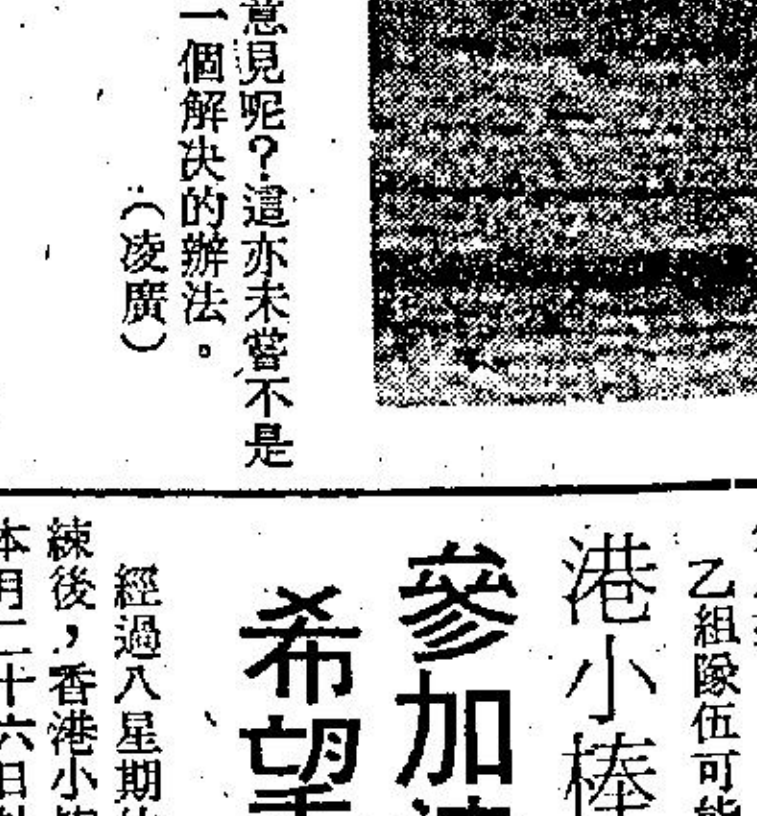 意見呢？這亦未嘗不是
一個解決的辦法。
（凌廣）
乙組隊伍可能
港小棒
參加
希望
經過八星期
練後，香港小
本月二十六日